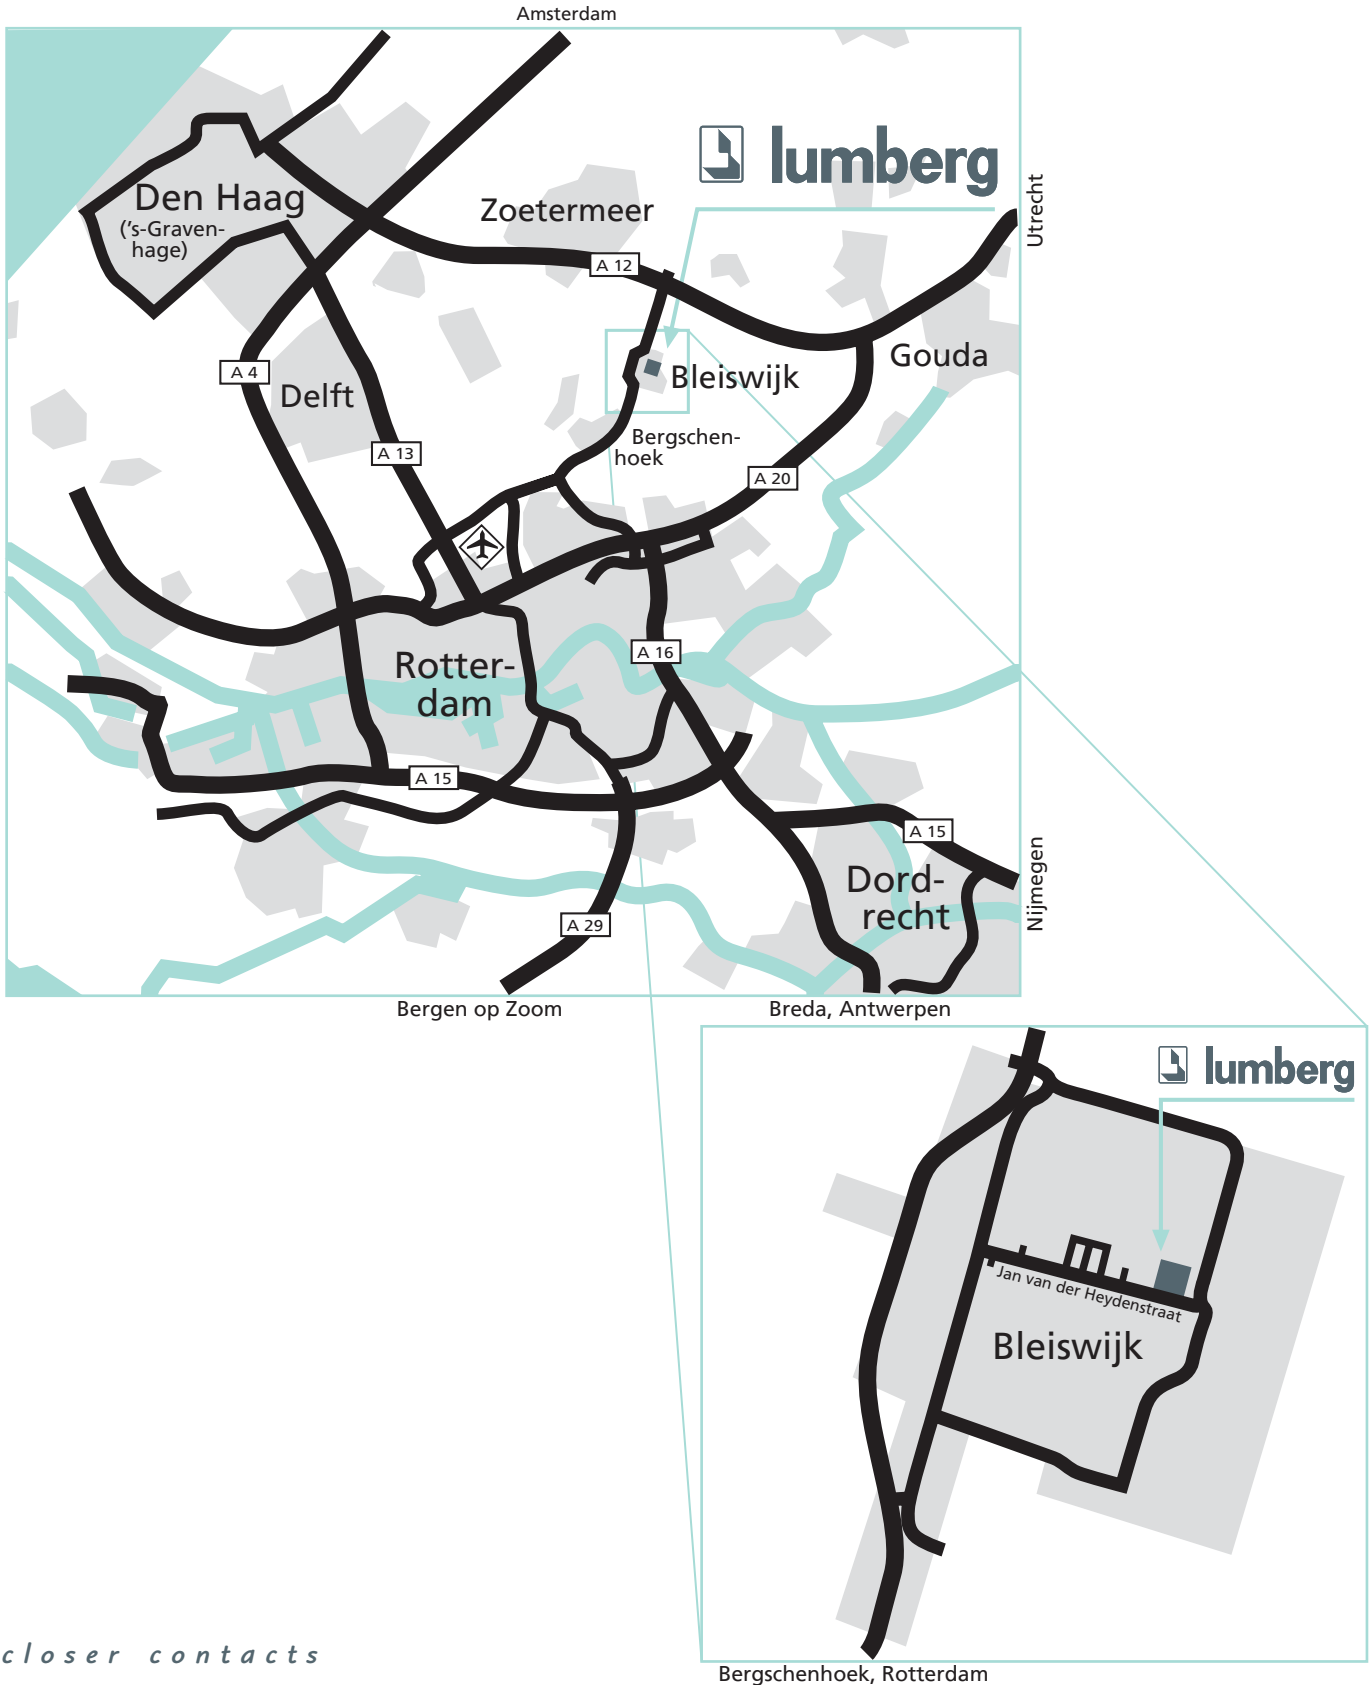 Amsterdam
lumberg
Den Haag
('s-Graven-
hage)
Zoetermeer
Utrecht
A 12
Gouda
A 4
Bleiswijk
Delft
Bergschen-
hoek
A 13
A 20
Rotter-
dam
A 16
A 15
A 15
Dord-
recht
Nijmegen
A 29
Bergen op Zoom
Breda, Antwerpen
lumberg
Jan van der Heydenstraat
Bleiswijk
closer contacts
Bergschenhoek, Rotterdam